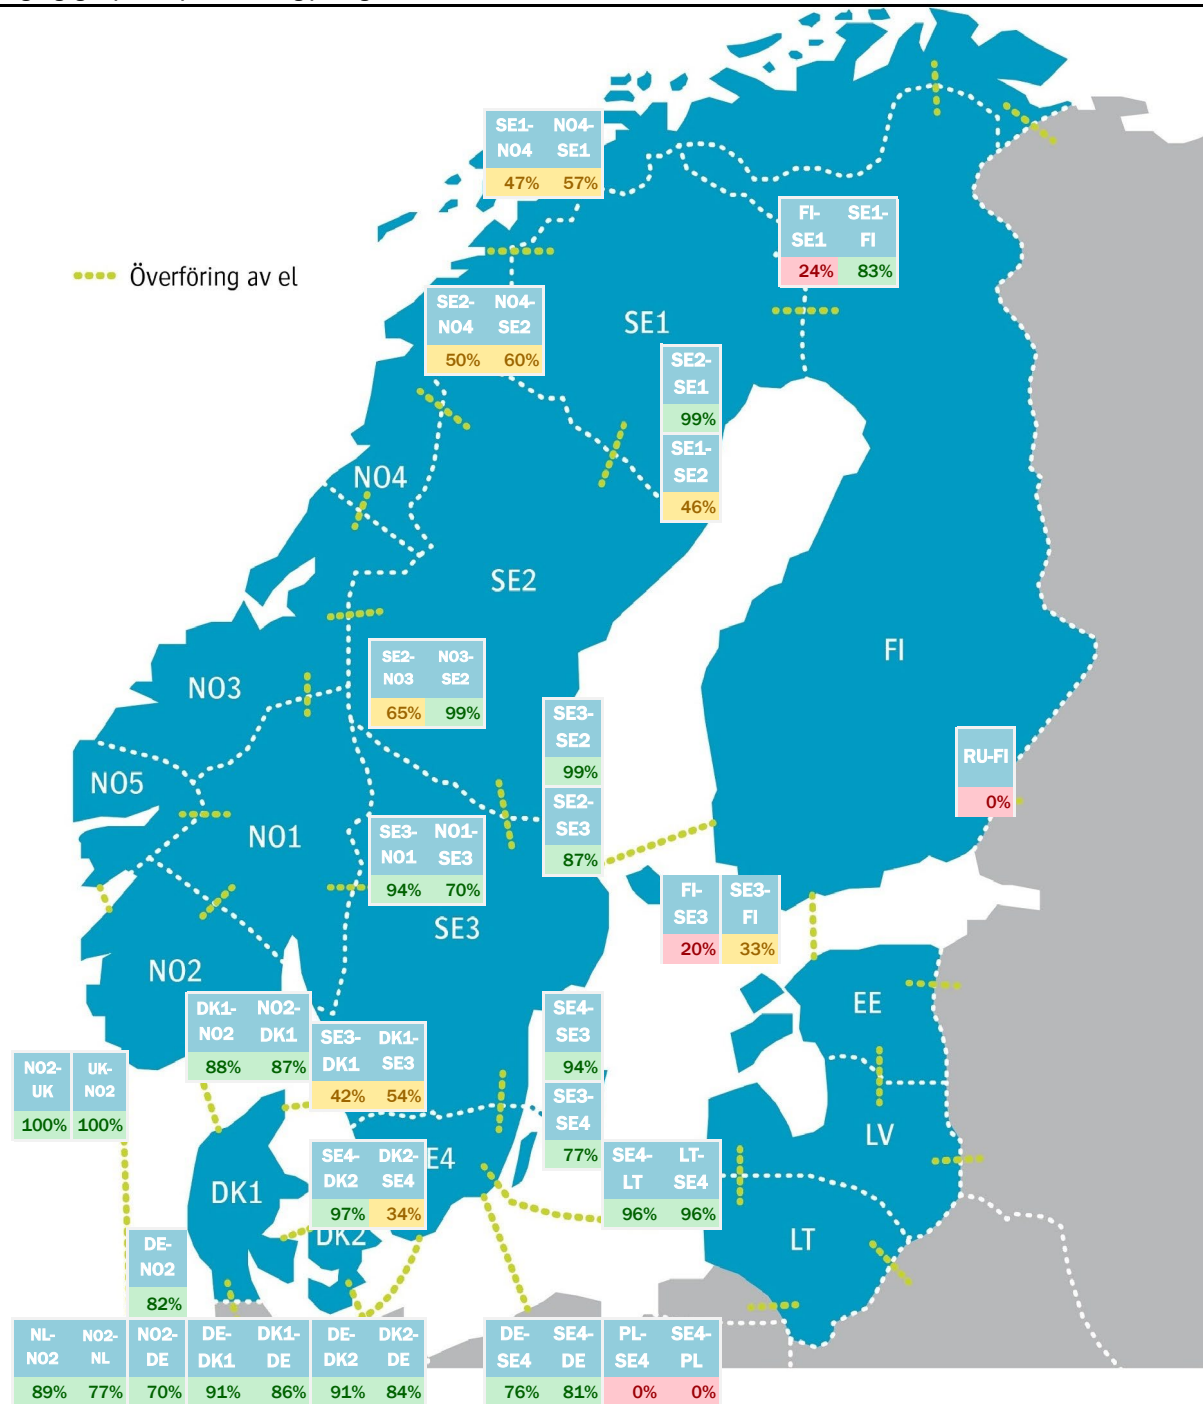 SE1- NO4-
NO4 SE1
47% 57%
FI- SE1-
SE1 FI
24% 83%
Överföring av el
SE2- NO4-
NO4 SE2
50% 60%
SE1
SE2-
SE1
99%
SE1-
SE2
46%
NO4
SE2
FI
SE2- NO3-
NO3 SE2
65% 99%
NO3
SE3-
SE2
99%
SE2-
SE3
87%
RU-FI
0%
NO5
NO1
SE3- NO1-
NO1 SE3
94% 70%
FI- SE3-
SE3 FI
20% 33%
SE3
NO2
EE
DK1- NO2-
NO2 DK1
88% 87%
SE3- DK1-
DK1 SE3
42% 54%
SE4-
SE3
94%
SE3-
SE4
77%
NO2- UK-
UK NO2
100% 100%
LV
SE4- DK2-
DK2 SE4
97% 34%
E4
SE4- LT-
LT SE4
96% 96%
DK1
DK2
LT
DE-
NO2
82%
NL- NO2- NO2- DE- DK1- DE- DK2- DE- SE4- PL- SE4-
NO2 NL DE DK1 DE DK2 DE SE4 DE SE4 PL
89% 77% 70% 91% 86% 91% 84% 76% 81% 0% 0%